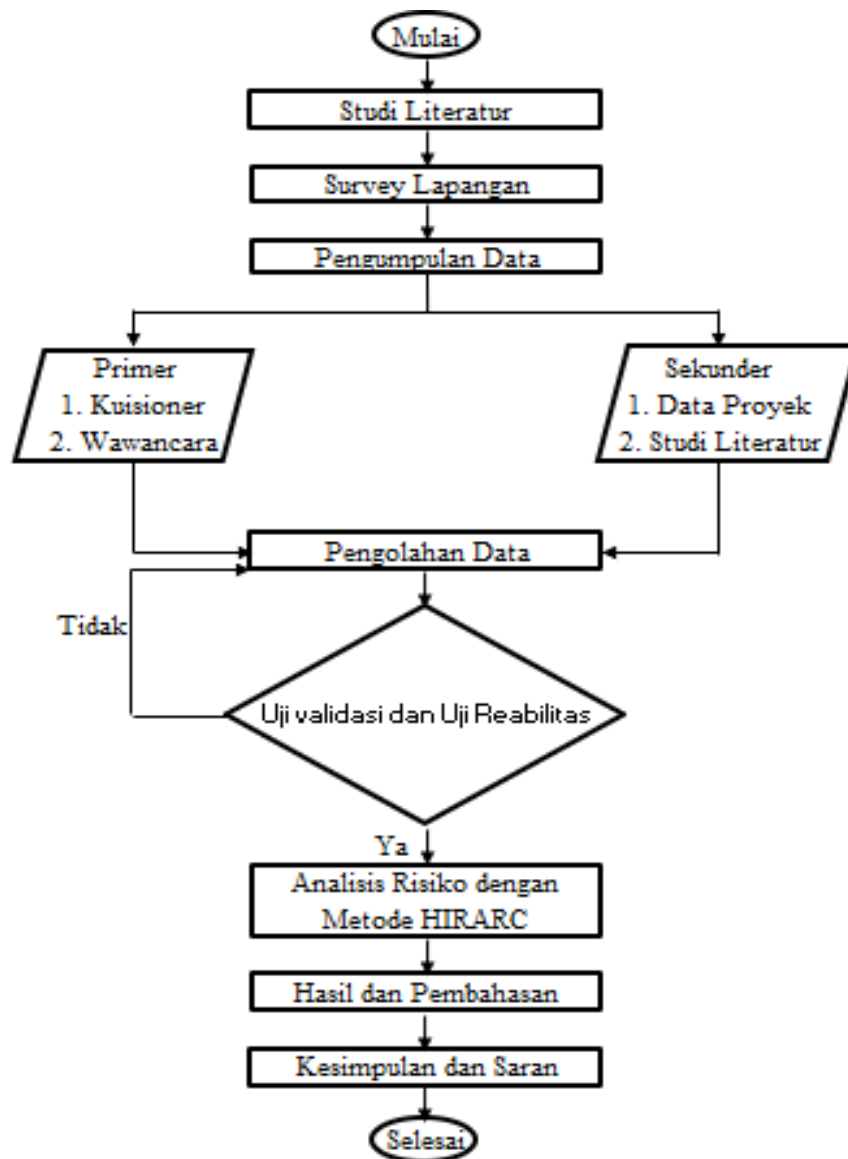 Mulai
Studi Literatur
Survey Lapangan
Pengumpulan Data
Primer
1. Kuisioner
2. Wawancara
Sekunder
1. Data Proyek
2. Studi Literatur
Pengolahan Data
Tidak
Uji validasi dan Uji Reabilitas
Ya
Analisis Risiko dengan
Metode HIRARC
Hasil dan Pembahasan
Kesimpulan dan Saran
Selesai